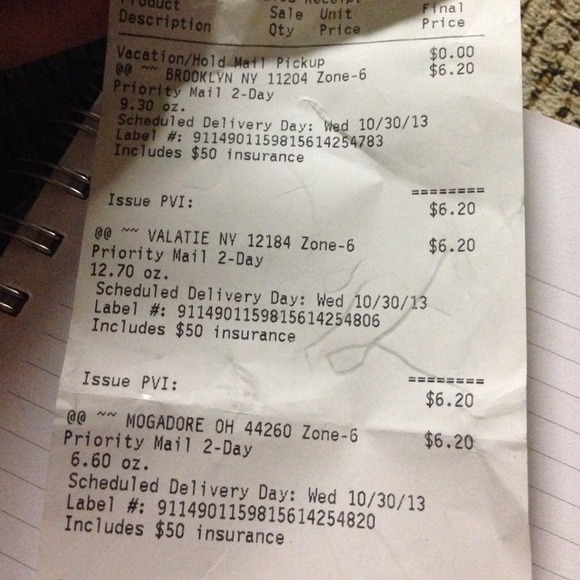 Product Final
Description Sale Unit Price
Qty Price
Vacation/Hold Mail Pickup $0.00
@@ ~~ BROOKLYN NY 11204 Zone-6 $6.20
Priority Mail 2-Day
9.30 oz.
Scheduled Delivery Day: Wed 10/30/13
Label #: 9114901159815614254783
Includes $50 insurance
========
Issue PVI: $6.20
@@ ~~ VALATIE NY 12184 Zone-6 $6.20
Priority Mail 2-Day
12.70 oz.
Scheduled Delivery Day: Wed 10/30/13
Label #: 9114901159815614254806
Includes $50 insurance
========
Issue PVI: $6.20
@@ ~~ MOGADORE OH 44260 Zone-6 $6.20
Priority Mail 2-Day
6.60 oz.
Scheduled Delivery Day: Wed 10/30/13
Label #: 9114901159815614254820
Includes $50 insurance